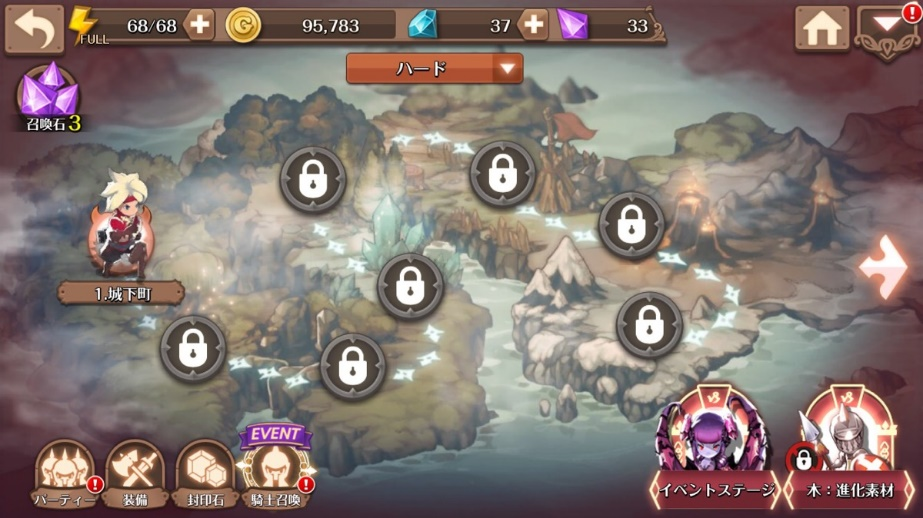 FULL 68/68
G 95,783
37
33
ハード
召喚石3
1.城下町
EVENT
パーティー
装備
封印石
騎士召喚
VS
イベントステージ
VS
木：進化素材